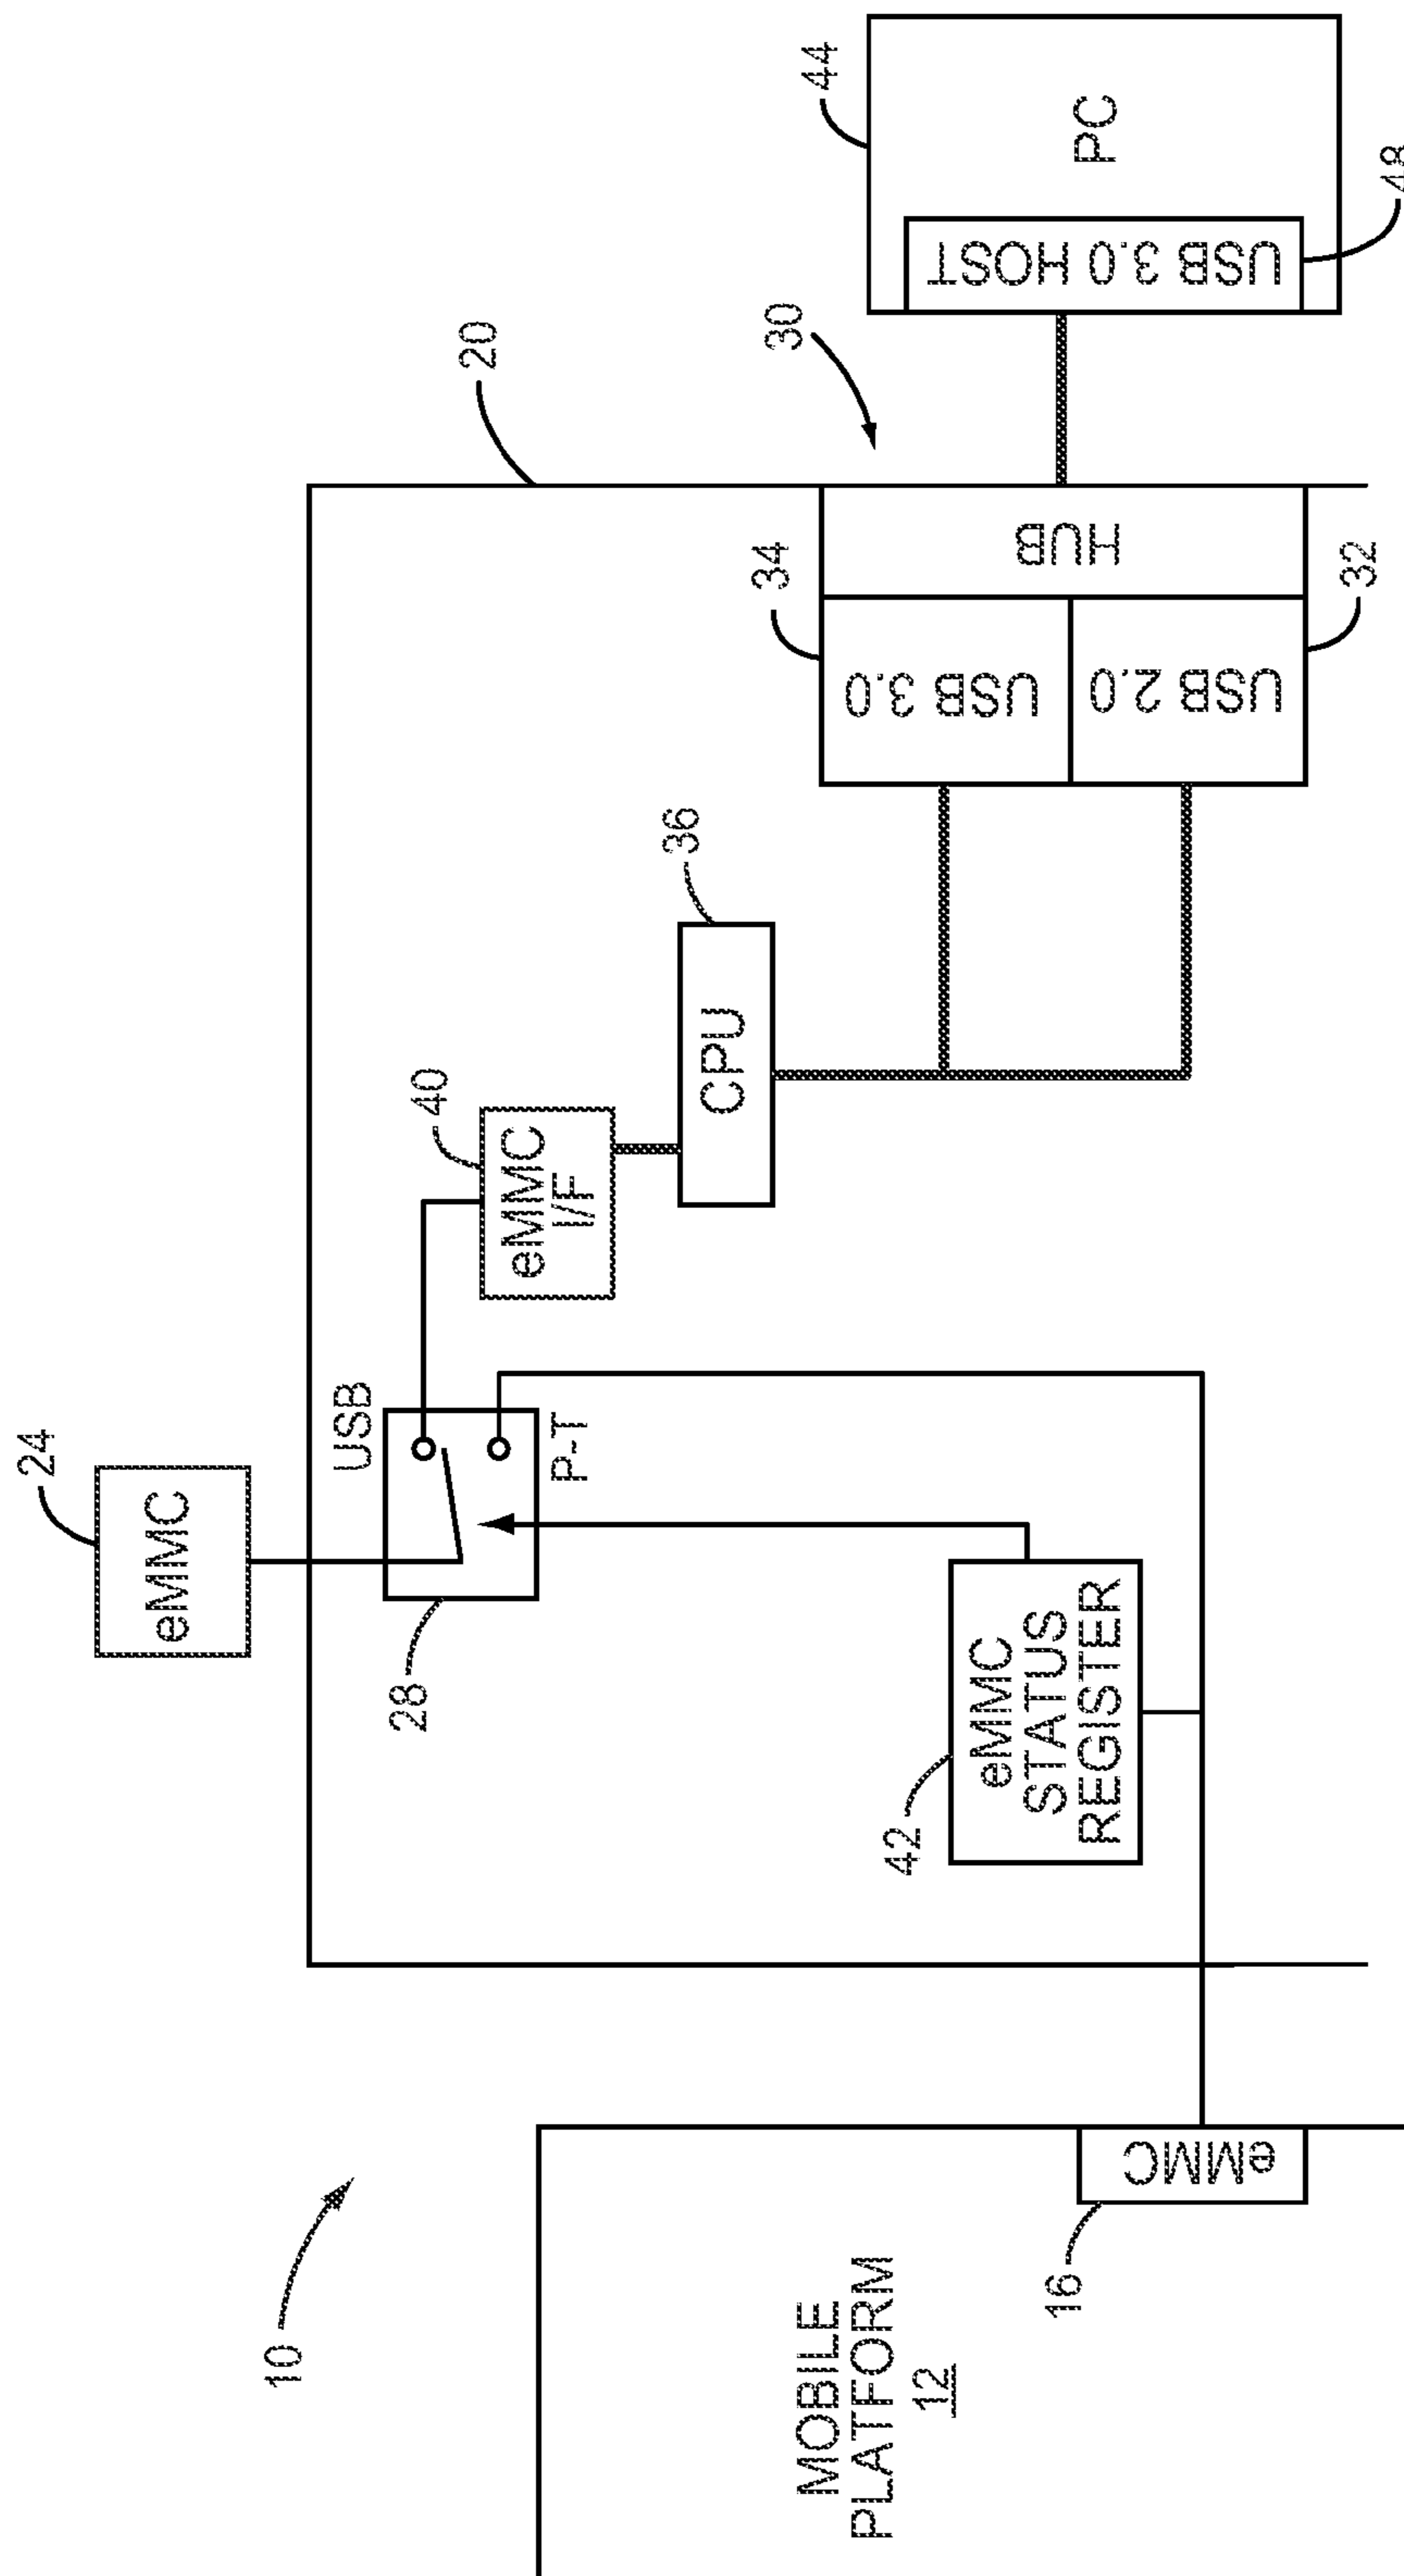 10
MOBILE
PLATFORM
12
16
eMMC
24
eMMC
28
USB
P-T
42
eMMC
STATUS
REGISTER
40
eMMC
I/F
36
CPU
20
34
USB 3.0
USB 2.0
32
HUB
30
44
PC
USB 3.0 HOST
48